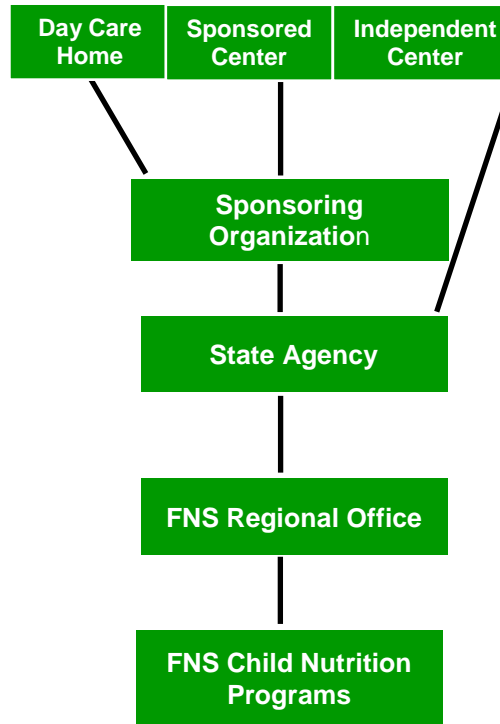 Day Care
Home
Sponsored
Center
Independent
Center
Sponsoring
Organization
State Agency
FNS Regional Office
FNS Child Nutrition
Programs